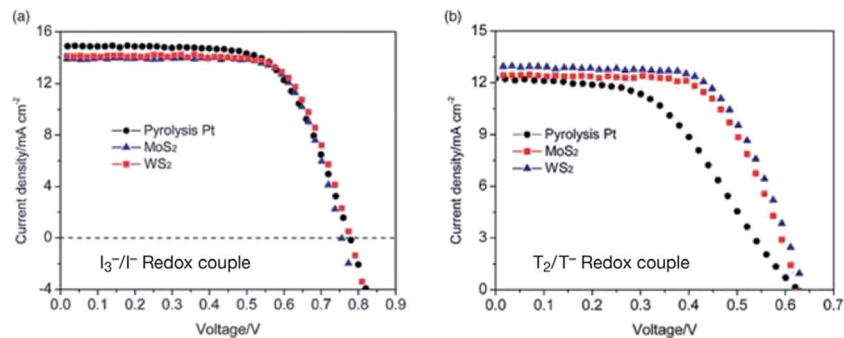 (a)
16
12
8
4
0
-4
Current density/mA cm⁻²
Pyrolysis Pt
MoS₂
WS₂
I₃⁻/I⁻ Redox couple
0.0 0.1 0.2 0.3 0.4 0.5 0.6 0.7 0.8 0.9
Voltage/V
(b)
15
12
9
6
3
0
Current density/mA cm⁻²
Pyrolysis Pt
MoS₂
WS₂
T₂/T⁻ Redox couple
0.0 0.1 0.2 0.3 0.4 0.5 0.6 0.7
Voltage/V